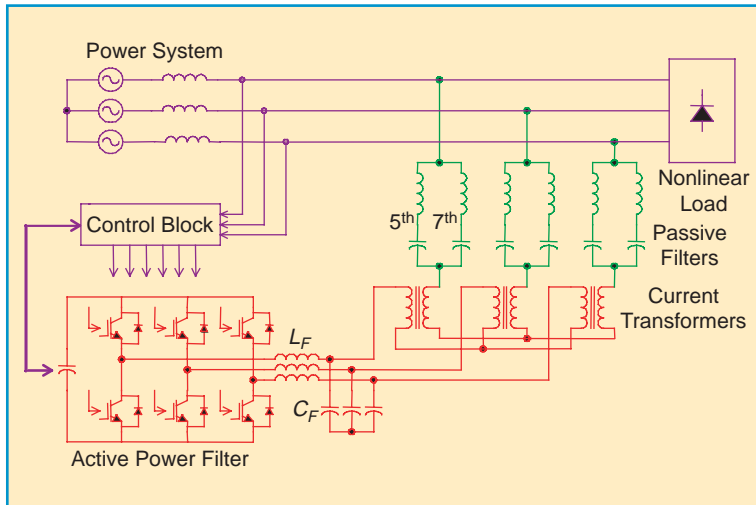 Power System
Nonlinear
Load
5th 7th
Control Block
Passive
Filters
Current
Transformers
LF
CF
Active Power Filter